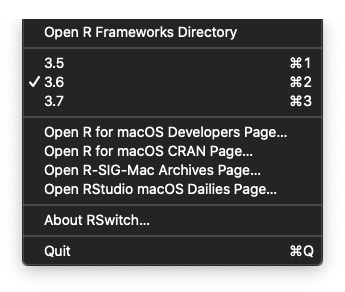 Open R Frameworks Directory
3.5 ⌘1
✓ 3.6 ⌘2
3.7 ⌘3
Open R for macOS Developers Page...
Open R for macOS CRAN Page...
Open R-SIG-Mac Archives Page...
Open RStudio macOS Dailies Page...
About RSwitch...
Quit ⌘Q